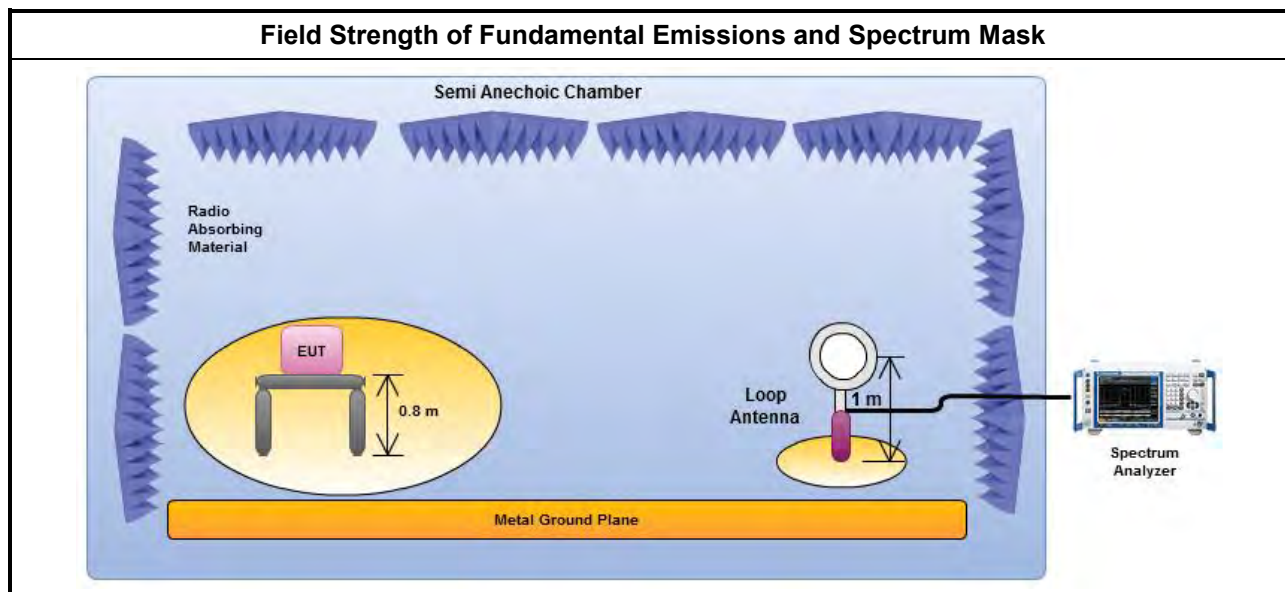 Field Strength of Fundamental Emissions and Spectrum Mask
Semi Anechoic Chamber
Radio
Absorbing
Material
EUT
0.8 m
Loop
Antenna
1 m
Spectrum
Analyzer
Metal Ground Plane